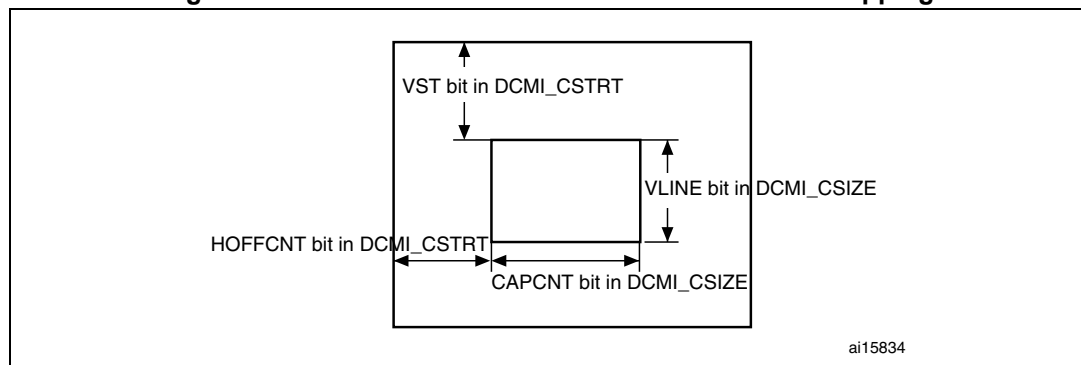 VST bit in DCMI_CSTRT
VLINE bit in DCMI_CSIZE
HOFFCNT bit in DCMI_CSTRT
CAPCNT bit in DCMI_CSIZE
ai15834